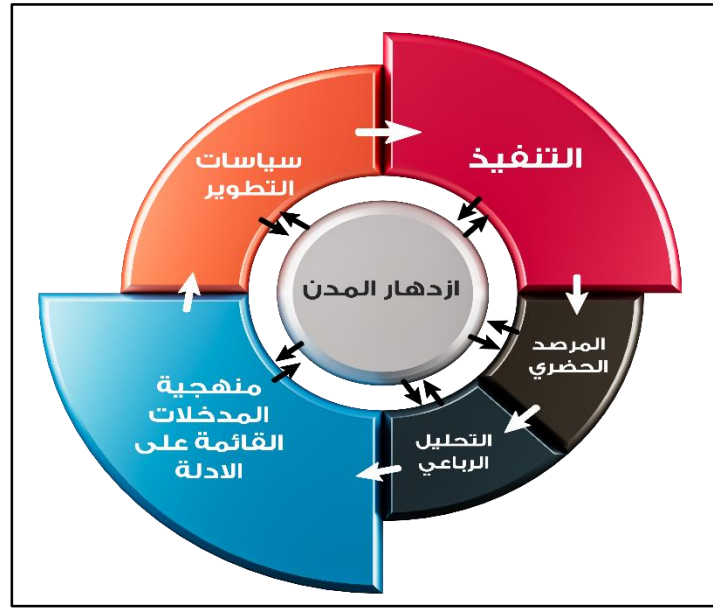 التنفيذ
سياسات
التطوير
ازدهار المدن
المرصد
الحضري
منهجية
المدخلات
القائمة على
الادلة
التحليل
الرباعي